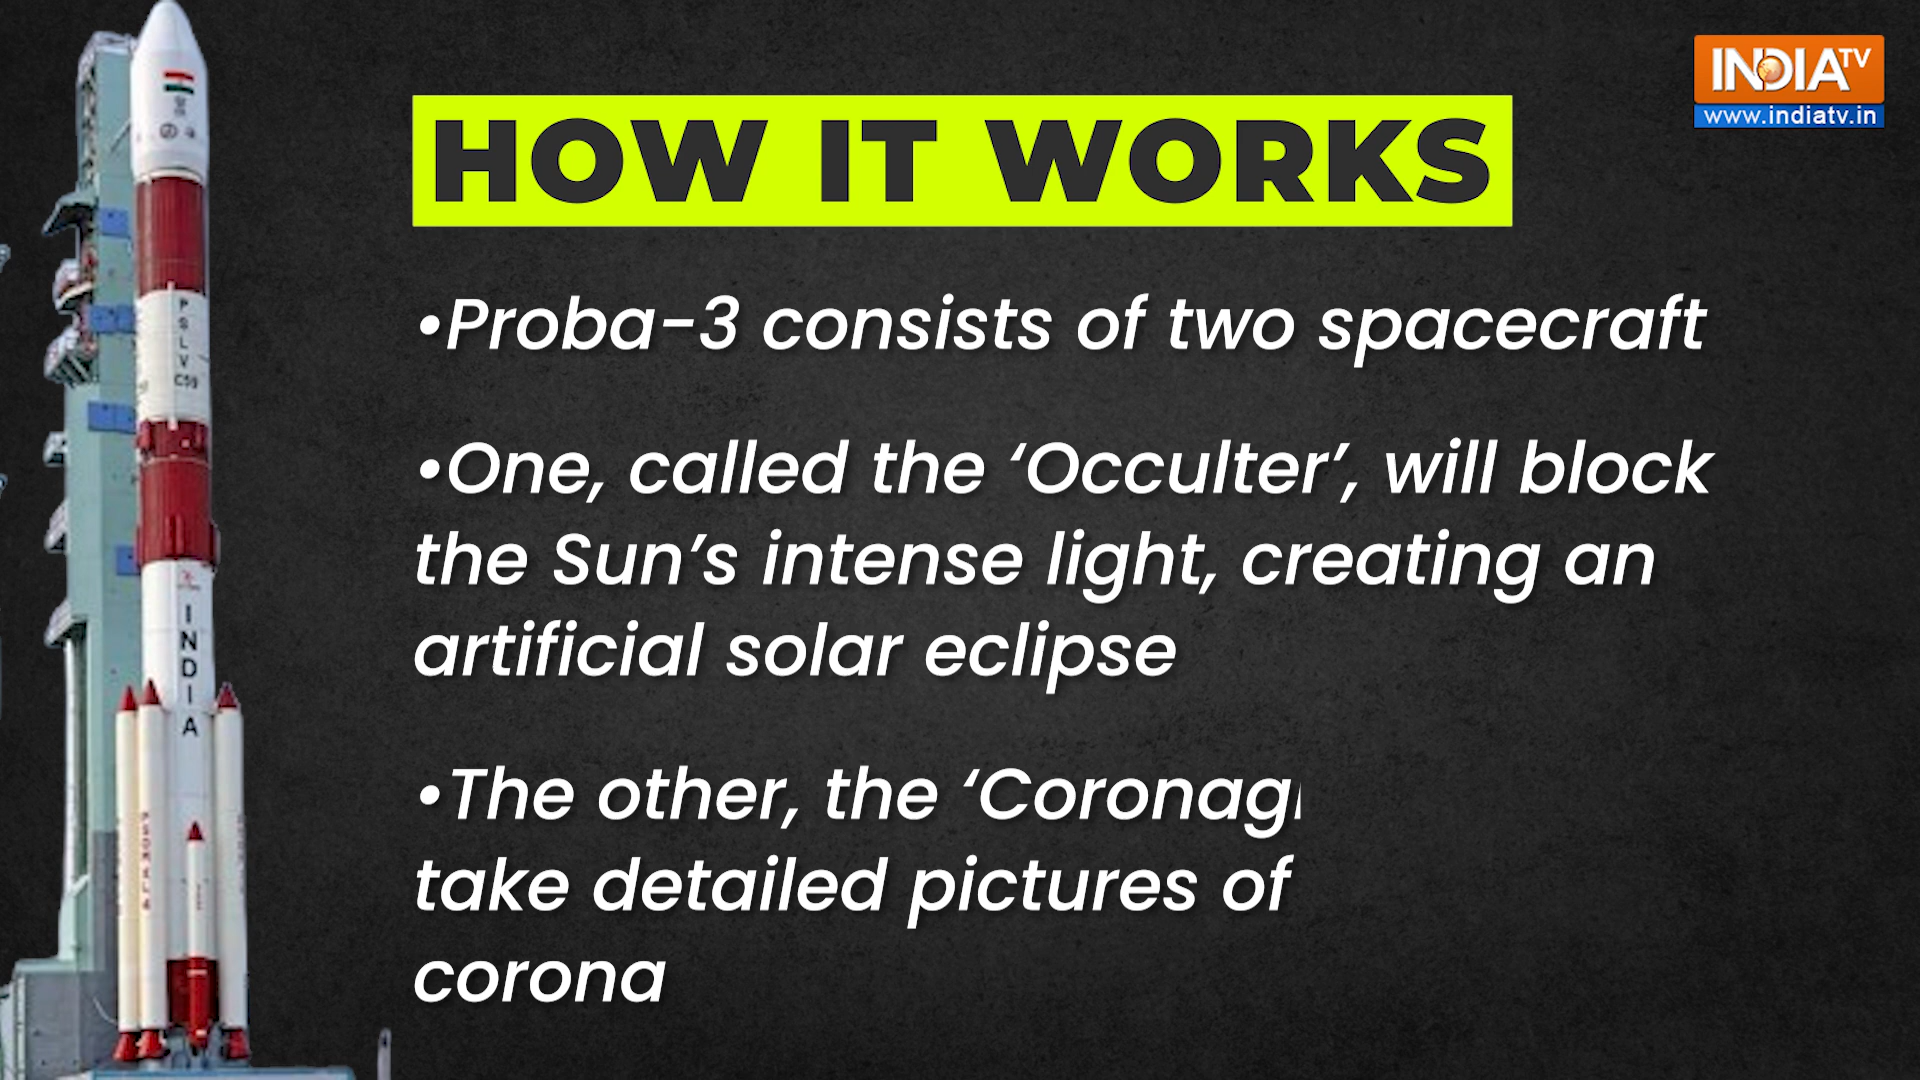 INDIA TV
www.indiatv.in
HOW IT WORKS
•Proba-3 consists of two spacecraft
•One, called the ‘Occulter’, will block
the Sun’s intense light, creating an
artificial solar eclipse
•The other, the ‘Coronag
take detailed pictures of
corona
P
S
L
V
C59
I
N
D
I
A